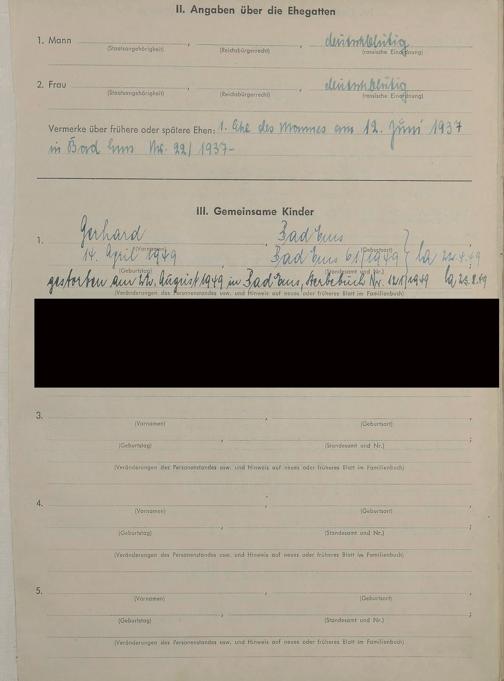 II. Angaben über die Ehegatten
1. Mann , , deutschblütig
(Staatsangehörigkeit) (Reichsbürgerrecht) (rassische Einordnung)
2. Frau , , deutschblütig
(Staatsangehörigkeit) (Reichsbürgerrecht) (rassische Einordnung)
Vermerke über frühere oder spätere Ehen: 1. Ehe des Mannes am 12. Juni 1937
in Bad Ems Nr. 22/1937-
III. Gemeinsame Kinder
1. Gerhard , Bad Ems
(Vornamen) (Geburtsort)
14. April 1949 , Bad Ems 61/1949
(Geburtstag) (Standesamt und Nr.)
gestorben am 22. August 1949 in Bad Ems, Sterbebuch Nr. 121/1949
(Veränderungen des Personenstandes usw. und Hinweis auf neues oder früheres Blatt im Familienbuch)
3. , ;
(Vornamen) (Geburtsort)
, ;
(Geburtstag) (Standesamt und Nr.)
(Veränderungen des Personenstandes usw. und Hinweis auf neues oder früheres Blatt im Familienbuch)
4. , ;
(Vornamen) (Geburtsort)
, ;
(Geburtstag) (Standesamt und Nr.)
(Veränderungen des Personenstandes usw. und Hinweis auf neues oder früheres Blatt im Familienbuch)
5. , ;
(Vornamen) (Geburtsort)
, ;
(Geburtstag) (Standesamt und Nr.)
(Veränderungen des Personenstandes usw. und Hinweis auf neues oder früheres Blatt im Familienbuch)